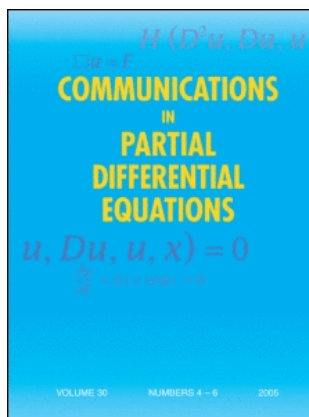 H (D²u, Du, u
□u = F
COMMUNICATIONS
IN
PARTIAL
DIFFERENTIAL
EQUATIONS
u, Du, u, x) = 0
VOLUME 30 NUMBERS 4 – 6 2005